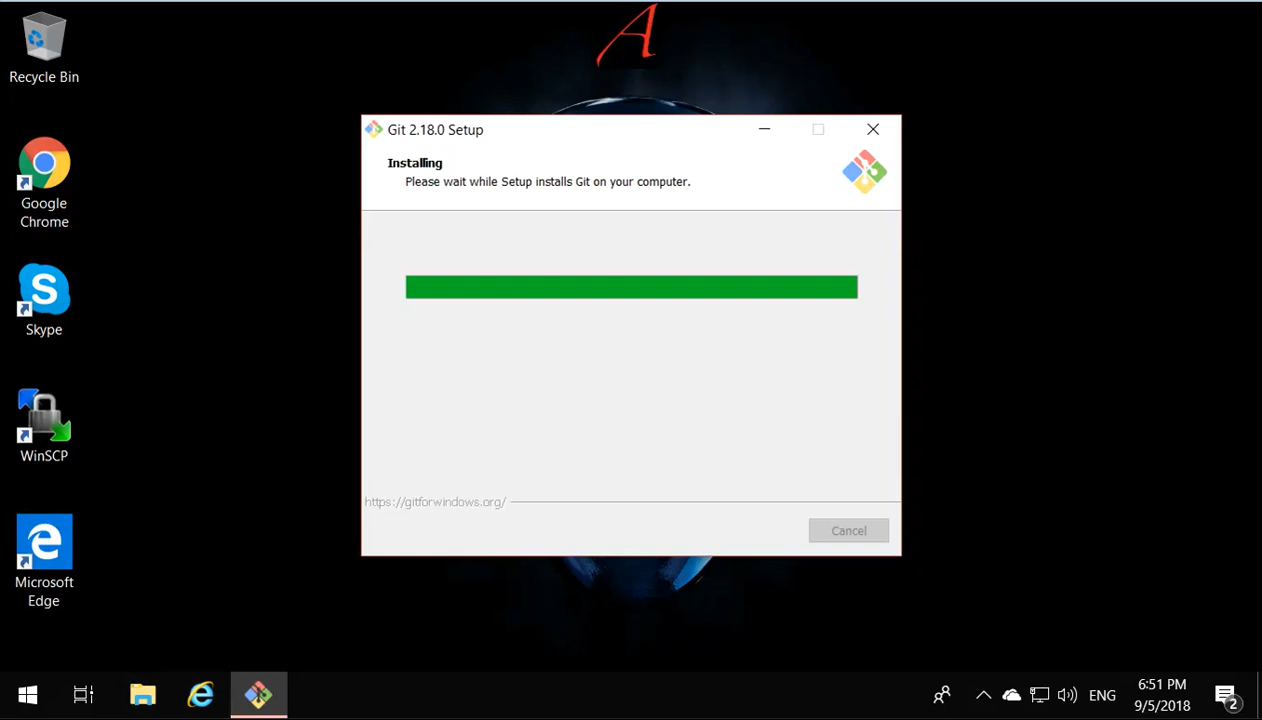 A
Recycle Bin
Google
Chrome
Skype
WinSCP
Microsoft
Edge
Git 2.18.0 Setup
Installing
Please wait while Setup installs Git on your computer.
https://gitforwindows.org/
Cancel
ENG
6:51 PM
9/5/2018
2